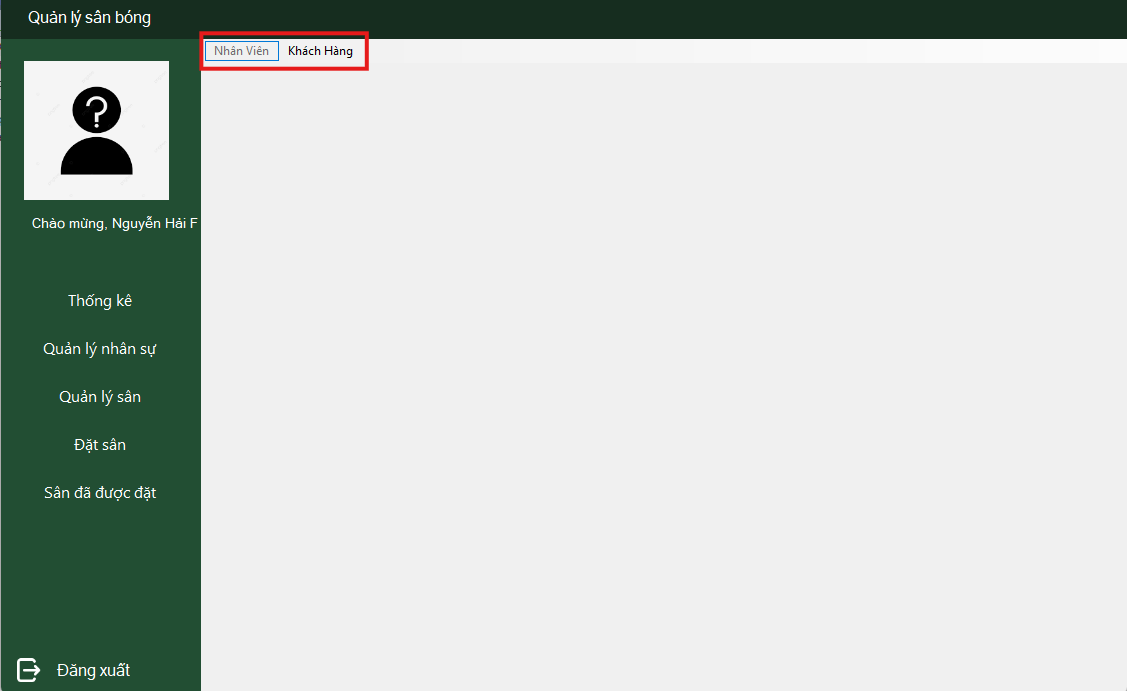 Quản lý sân bóng
Nhân Viên Khách Hàng
?
Chào mừng, Nguyễn Hải F
Thống kê
Quản lý nhân sự
Quản lý sân
Đặt sân
Sân đã được đặt
Đăng xuất